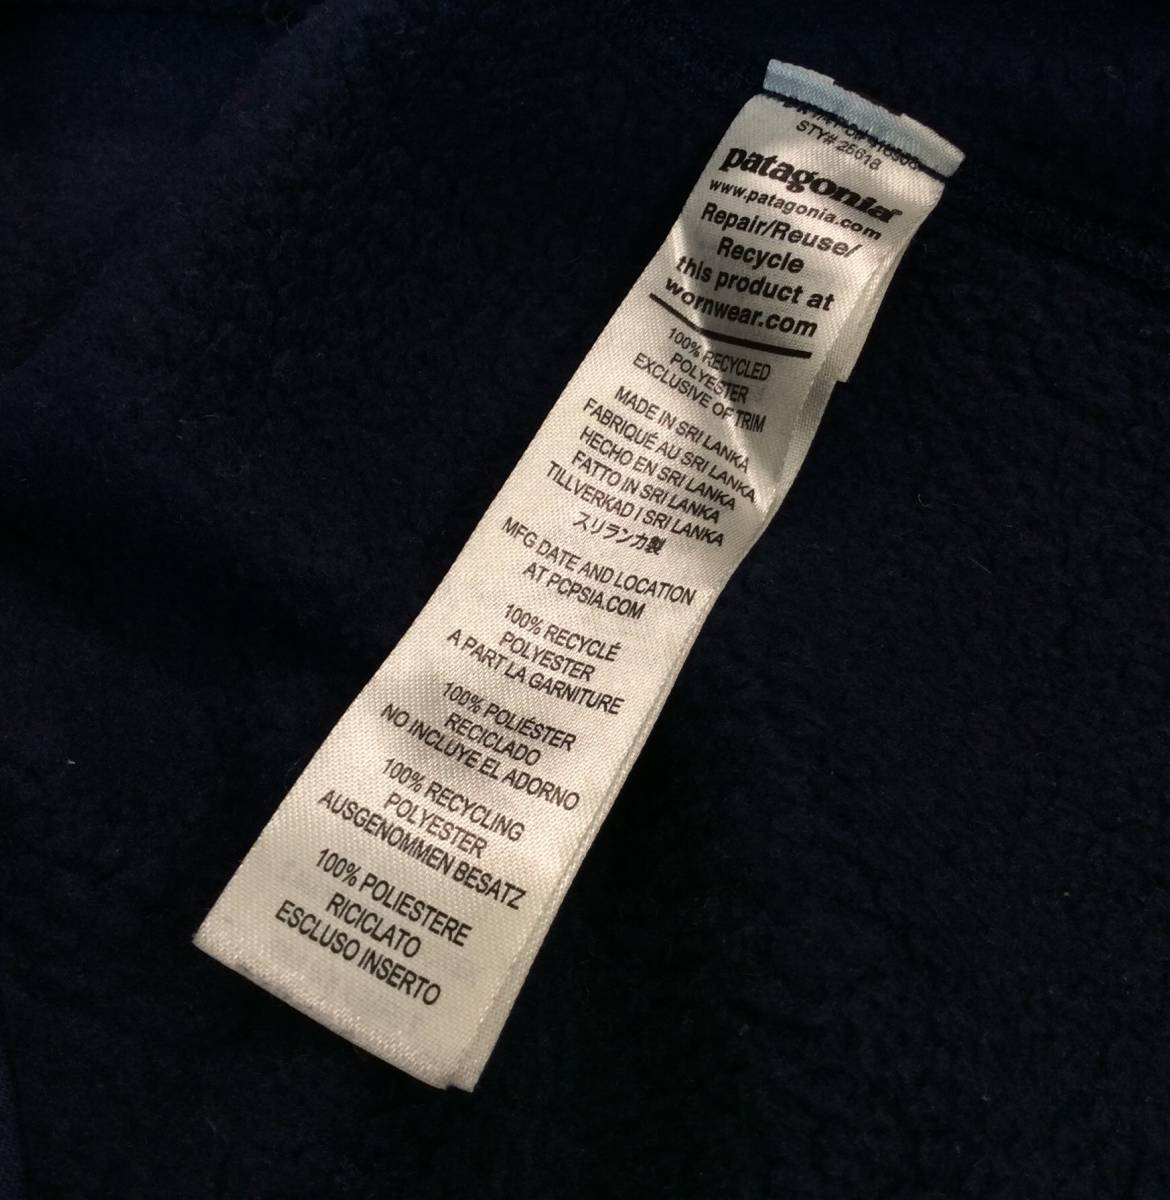 STY# 25618
patagonia
www.patagonia.com
Repair/Reuse/
Recycle
this product at
wornwear.com
100% RECYCLED
POLYESTER
EXCLUSIVE OF TRIM
MADE IN SRI LANKA
FABRIQUÉ AU SRI LANKA
HECHO EN SRI LANKA
FATTO IN SRI LANKA
TILLVERKAD I SRI LANKA
スリランカ製
MFG DATE AND LOCATION
AT PCPSIA.COM
100% RECYCLÉ
POLYESTER
A PART LA GARNITURE
100% POLIÉSTER
RECICLADO
NO INCLUYE EL ADORNO
100% RECYCLING
POLYESTER
AUSGENOMMEN BESATZ
100% POLIESTERE
RICICLATO
ESCLUSO INSERTO